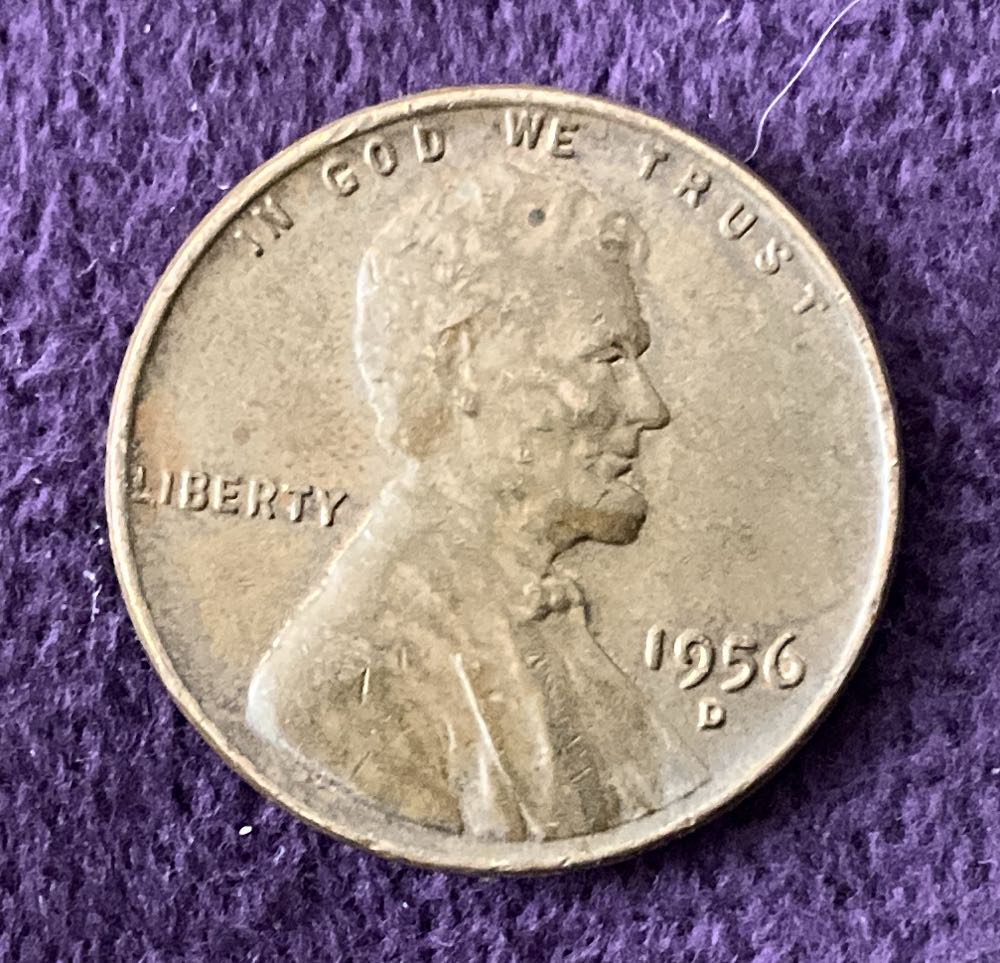 IN GOD WE TRUST
LIBERTY
1956
D